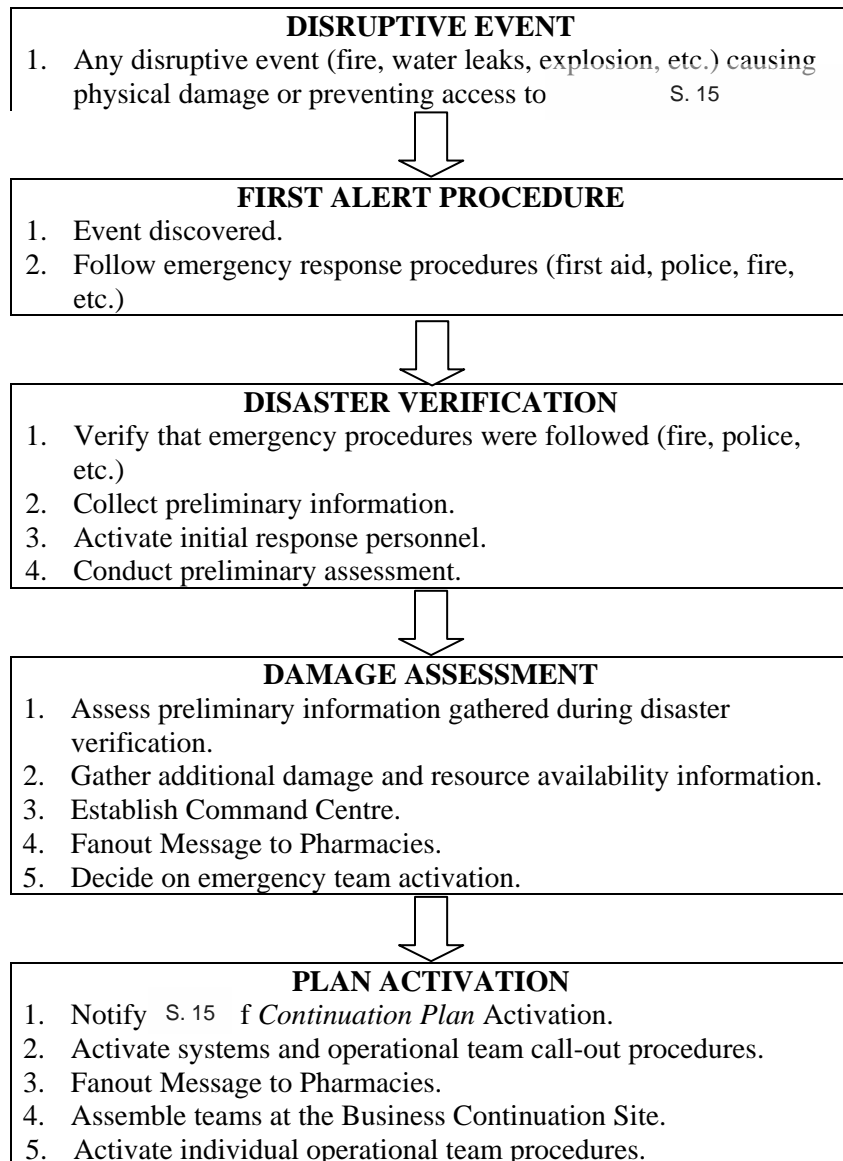 DISRUPTIVE EVENT
1. Any disruptive event (fire, water leaks, explosion, etc.) causing
physical damage or preventing access to S. 15
FIRST ALERT PROCEDURE
1. Event discovered.
2. Follow emergency response procedures (first aid, police, fire,
etc.)
DISASTER VERIFICATION
1. Verify that emergency procedures were followed (fire, police,
etc.)
2. Collect preliminary information.
3. Activate initial response personnel.
4. Conduct preliminary assessment.
DAMAGE ASSESSMENT
1. Assess preliminary information gathered during disaster
verification.
2. Gather additional damage and resource availability information.
3. Establish Command Centre.
4. Fanout Message to Pharmacies.
5. Decide on emergency team activation.
PLAN ACTIVATION
1. Notify S. 15 f Continuation Plan Activation.
2. Activate systems and operational team call-out procedures.
3. Fanout Message to Pharmacies.
4. Assemble teams at the Business Continuation Site.
5. Activate individual operational team procedures.